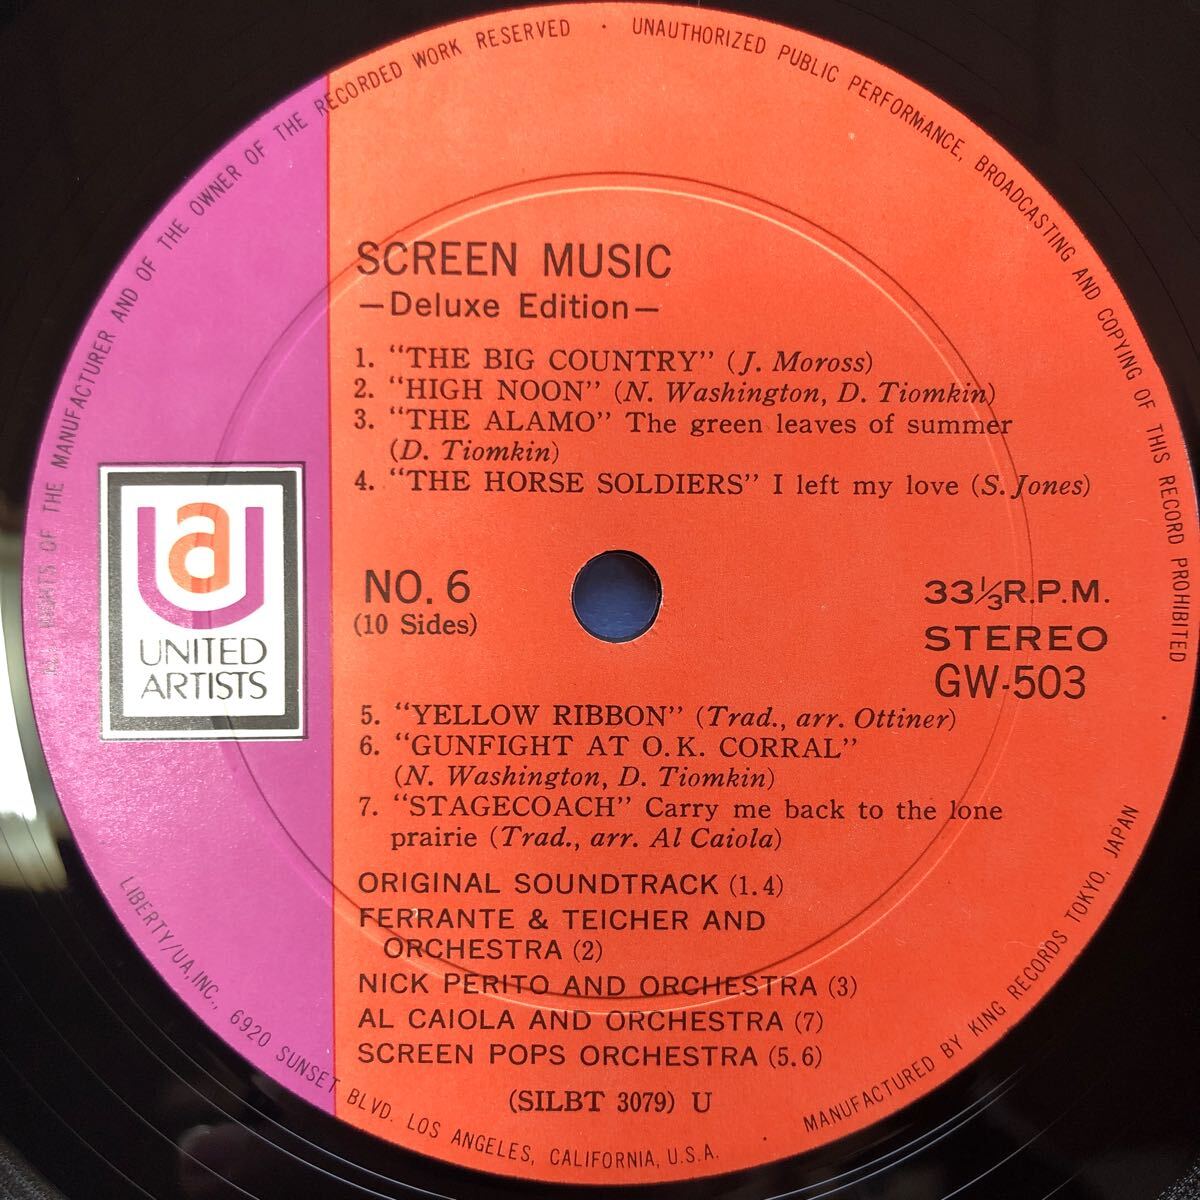 ALL RIGHTS OF THE MANUFACTURER AND OF THE OWNER OF THE RECORDED WORK RESERVED · UNAUTHORIZED PUBLIC PERFORMANCE, BROADCASTING AND COPYING OF THIS RECORD PROHIBITED
SCREEN MUSIC
—Deluxe Edition—
1. "THE BIG COUNTRY" (J. Moross)
2. "HIGH NOON" (N. Washington, D. Tiomkin)
3. "THE ALAMO" The green leaves of summer
(D. Tiomkin)
4. "THE HORSE SOLDIERS" I left my love (S. Jones)
ua
UNITED
ARTISTS
NO. 6
(10 Sides)
33⅓R.P.M.
STEREO
GW-503
5. "YELLOW RIBBON" (Trad., arr. Ottiner)
6. "GUNFIGHT AT O.K. CORRAL"
(N. Washington, D. Tiomkin)
7. "STAGECOACH" Carry me back to the lone
prairie (Trad., arr. Al Caiola)
ORIGINAL SOUNDTRACK (1.4)
FERRANTE & TEICHER AND
ORCHESTRA (2)
NICK PERITO AND ORCHESTRA (3)
AL CAIOLA AND ORCHESTRA (7)
SCREEN POPS ORCHESTRA (5.6)
(SILBT 3079) U
LIBERTY/UA, INC., 6920 SUNSET BLVD. LOS ANGELES, CALIFORNIA, U.S.A. · MANUFACTURED BY KING RECORDS TOKYO, JAPAN